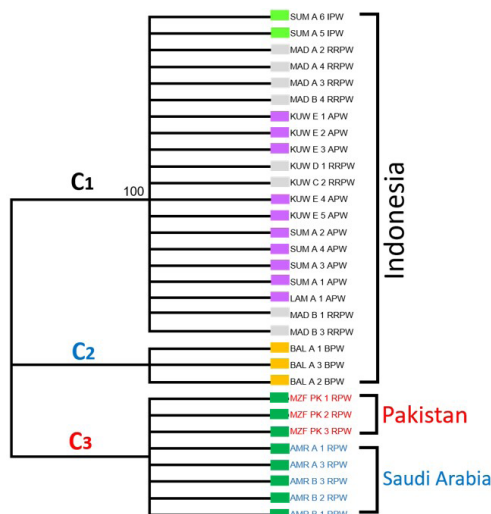 SUM A 6 IPW
SUM A 5 IPW
MAD A 2 RRPW
MAD A 4 RRPW
MAD A 3 RRPW
MAD B 4 RRPW
KUW E 1 APW
KUW E 2 APW
KUW E 3 APW
KUW D 1 RRPW
KUW C 2 RRPW
KUW E 4 APW
KUW E 5 APW
SUM A 2 APW
SUM A 4 APW
SUM A 3 APW
SUM A 1 APW
LAM A 1 APW
MAD B 1 RRPW
MAD B 3 RRPW
BAL A 1 BPW
BAL A 3 BPW
BAL A 2 BPW
MZF PK 1 RPW
MZF PK 2 RPW
MZF PK 3 RPW
AMR A 1 RPW
AMR A 3 RPW
AMR B 3 RPW
AMR B 2 RPW
AMR B 1 RPW
C1
100
C2
C3
Indonesia
Pakistan
Saudi Arabia